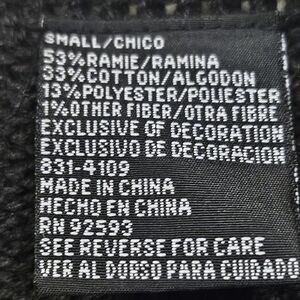 SMALL/CHICO
53%RAMIE/RAMINA
33%COTTON/ALGODON
13%POLYESTER/POLIESTER
1%OTHER FIBER/OTRA FIBRE
EXCLUSIVE OF DECORATION
EXCLUSIVO DE DECORACION
831-4109
MADE IN CHINA
HECHO EN CHINA
RN 92593
SEE REVERSE FOR CARE
VER AL DORSO PARA CUIDADO